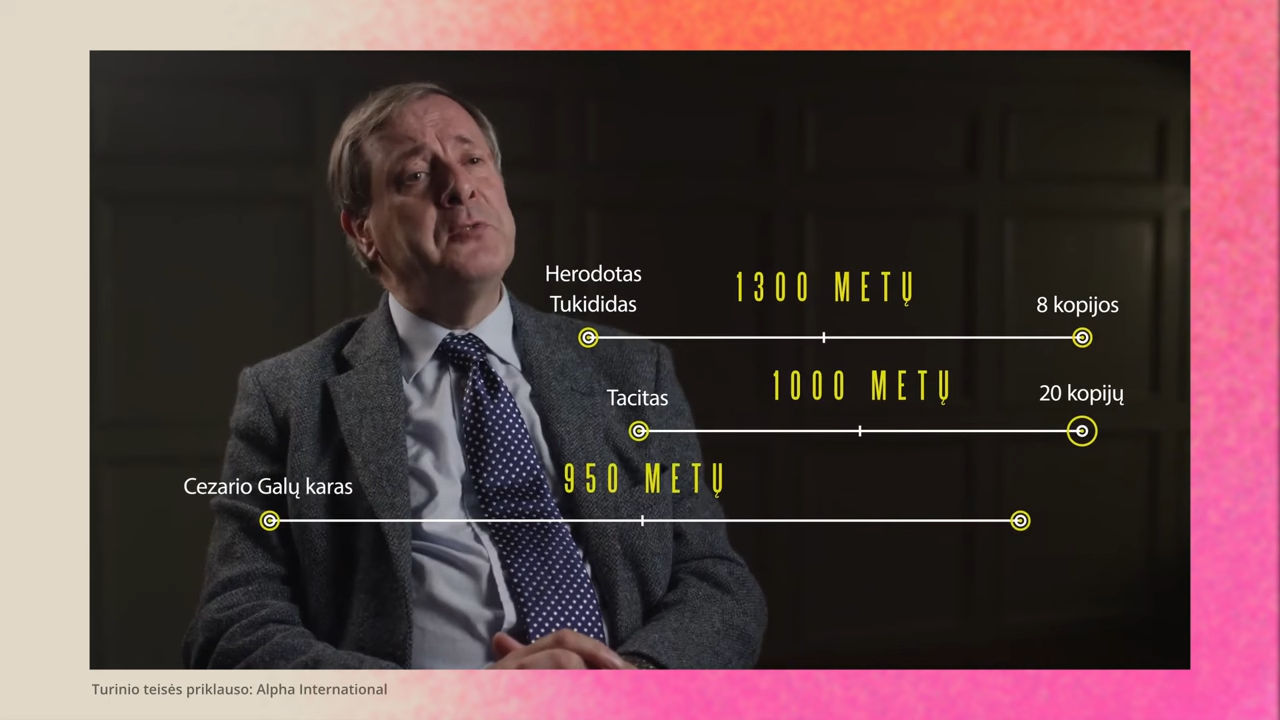 Herodotas
Tukididas
1300 METŲ
8 kopijos
Tacitas
1000 METŲ
20 kopijų
Cezario Galų karas
950 METŲ
Turinio teisės priklauso: Alpha International